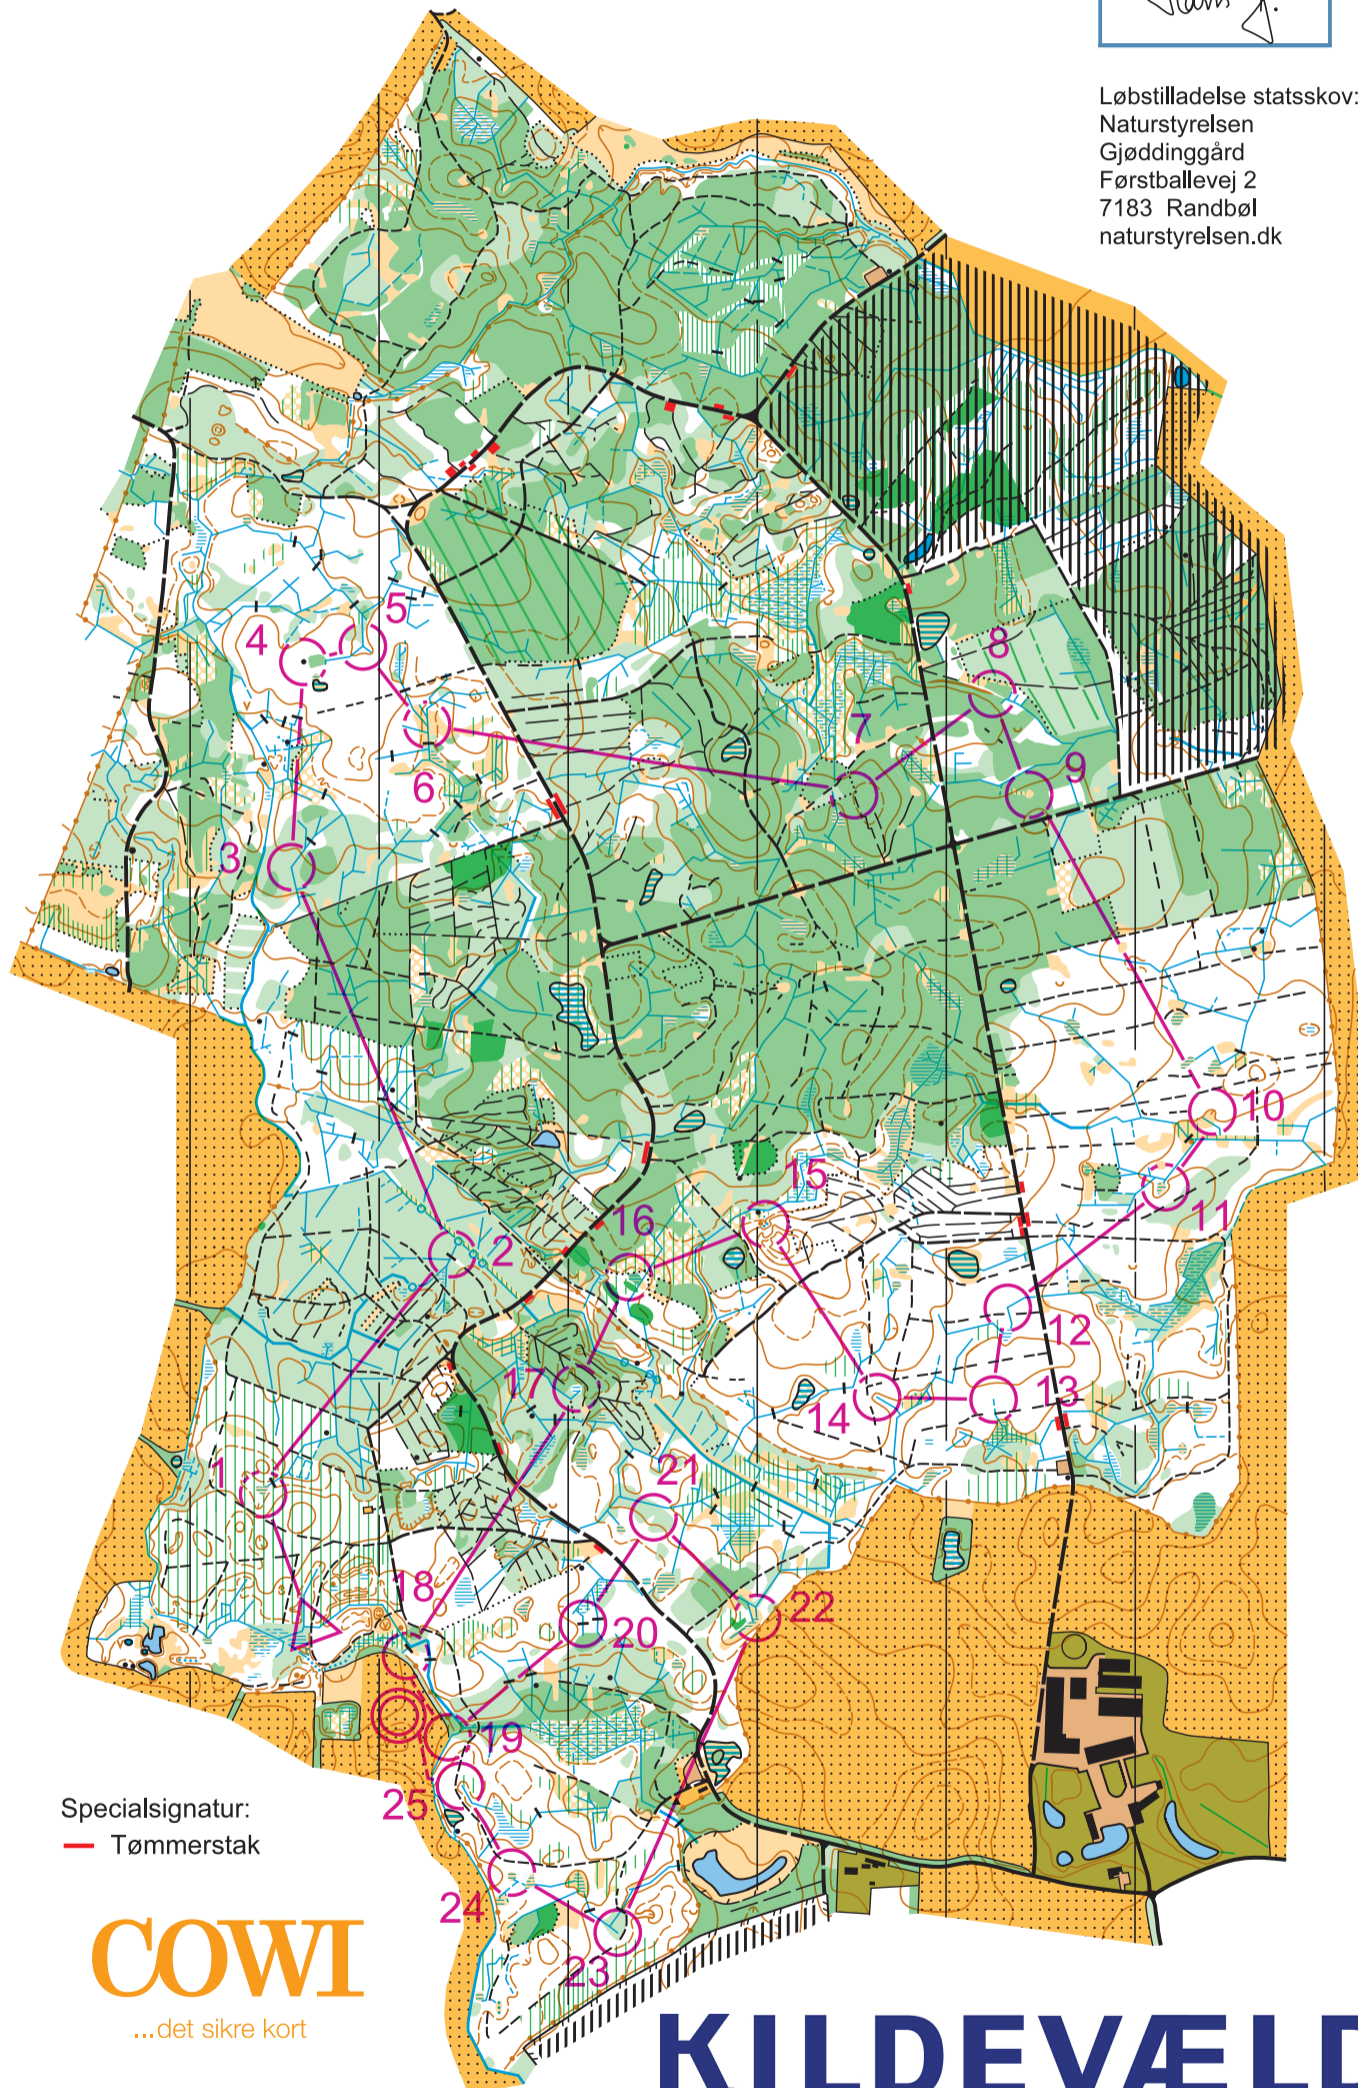 Løbstilladelse statsskov:
Naturstyrelsen
Gjøddinggård
Førstballevej 2
7183 Randbøl
naturstyrelsen.dk
5
4
8
7
6
9
3
10
15
11
16
2
12
17
14
13
21
1
18
22
20
19
25
24
23
Specialsignatur:
Tømmerstak
COWI
...det sikre kort
KILDEVÆLD